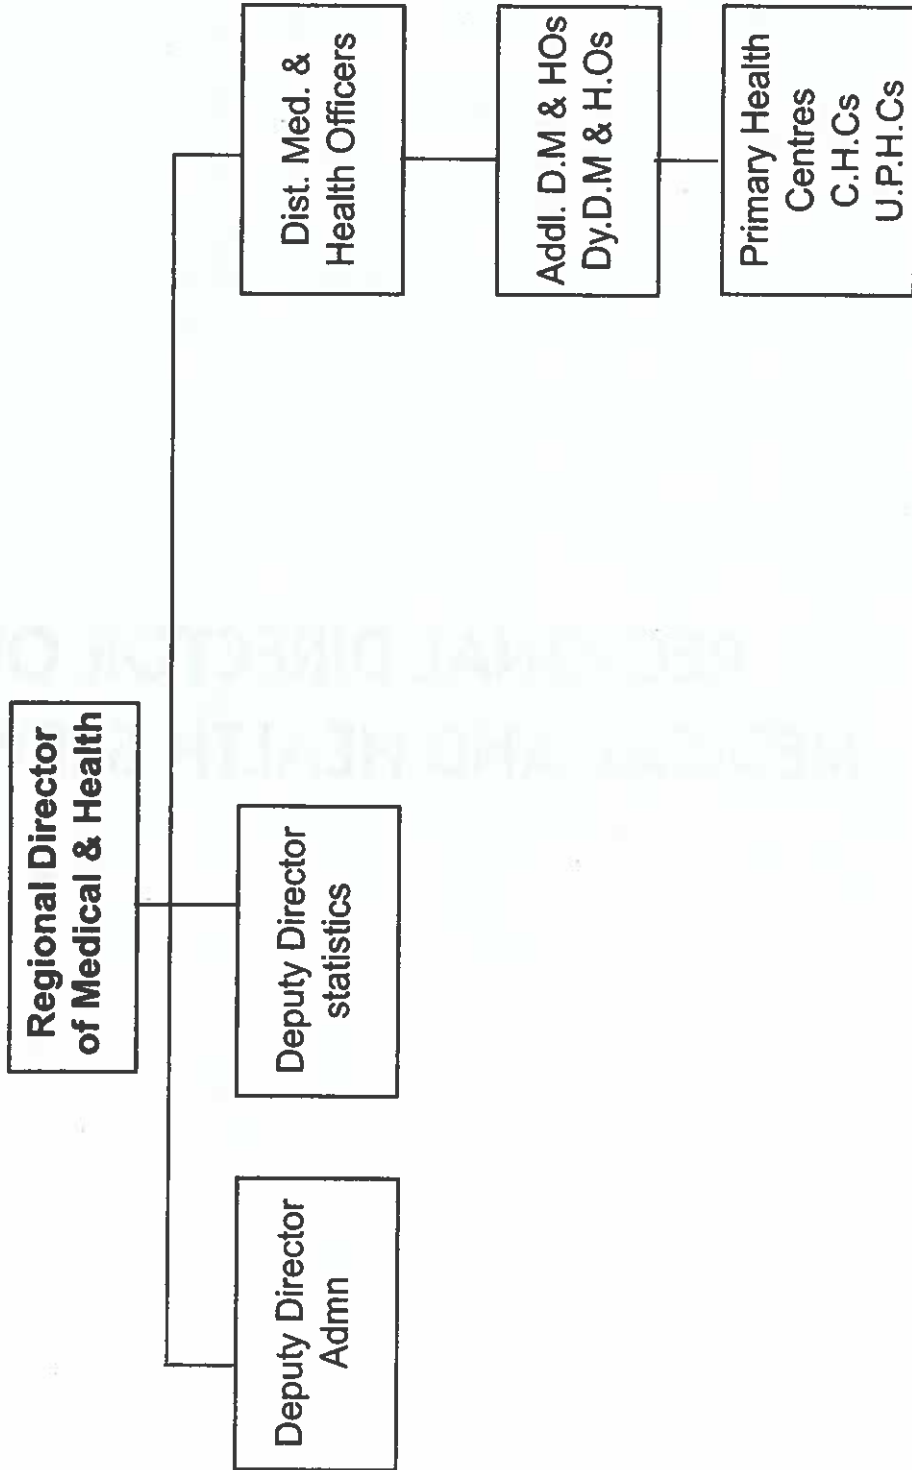 Regional Director
of Medical & Health
Deputy Director
Admn
Deputy Director
statistics
Dist. Med. &
Health Officers
Addl. D.M & HOs
Dy.D.M & H.Os
Primary Health
Centres
C.H.Cs
U.P.H.Cs